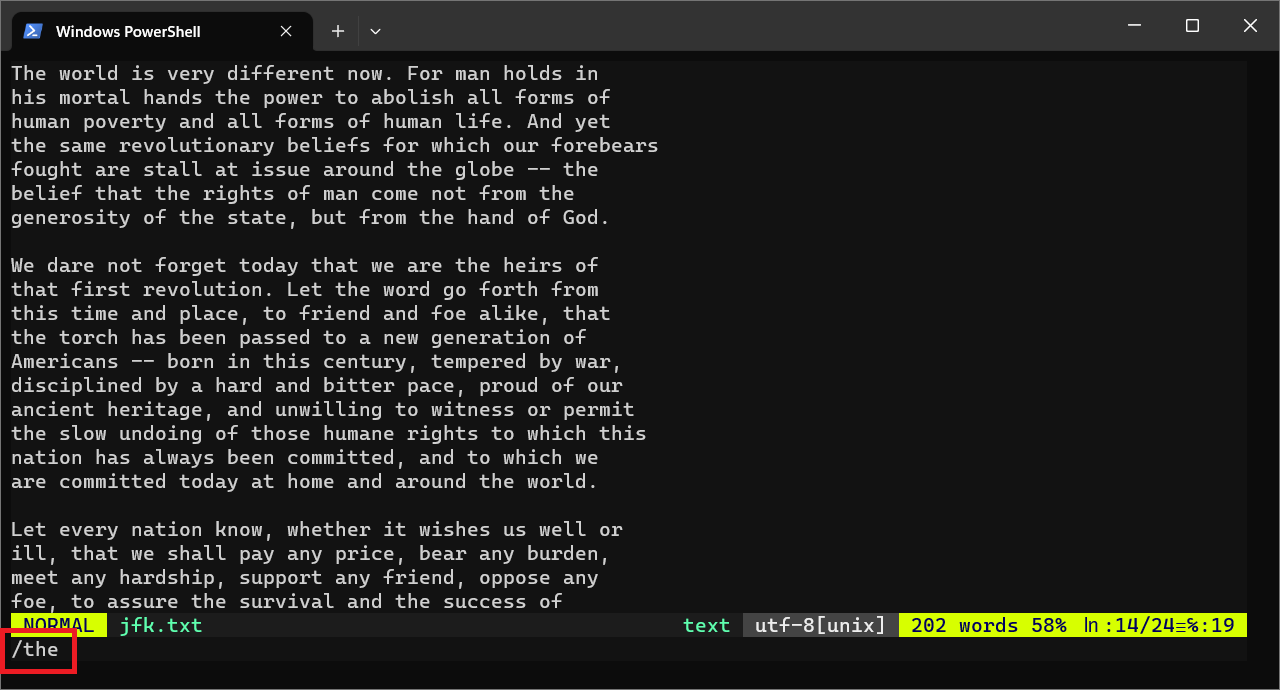 Windows PowerShell
The world is very different now. For man holds in
his mortal hands the power to abolish all forms of
human poverty and all forms of human life. And yet
the same revolutionary beliefs for which our forebears
fought are stall at issue around the globe -- the
belief that the rights of man come not from the
generosity of the state, but from the hand of God.

We dare not forget today that we are the heirs of
that first revolution. Let the word go forth from
this time and place, to friend and foe alike, that
the torch has been passed to a new generation of
Americans -- born in this century, tempered by war,
disciplined by a hard and bitter pace, proud of our
ancient heritage, and unwilling to witness or permit
the slow undoing of those humane rights to which this
nation has always been committed, and to which we
are committed today at home and around the world.

Let every nation know, whether it wishes us well or
ill, that we shall pay any price, bear any burden,
meet any hardship, support any friend, oppose any
foe, to assure the survival and the success of
NORMAL jfk.txt text utf-8[unix] 202 words 58% ㏑:14/24≡%:19
/the